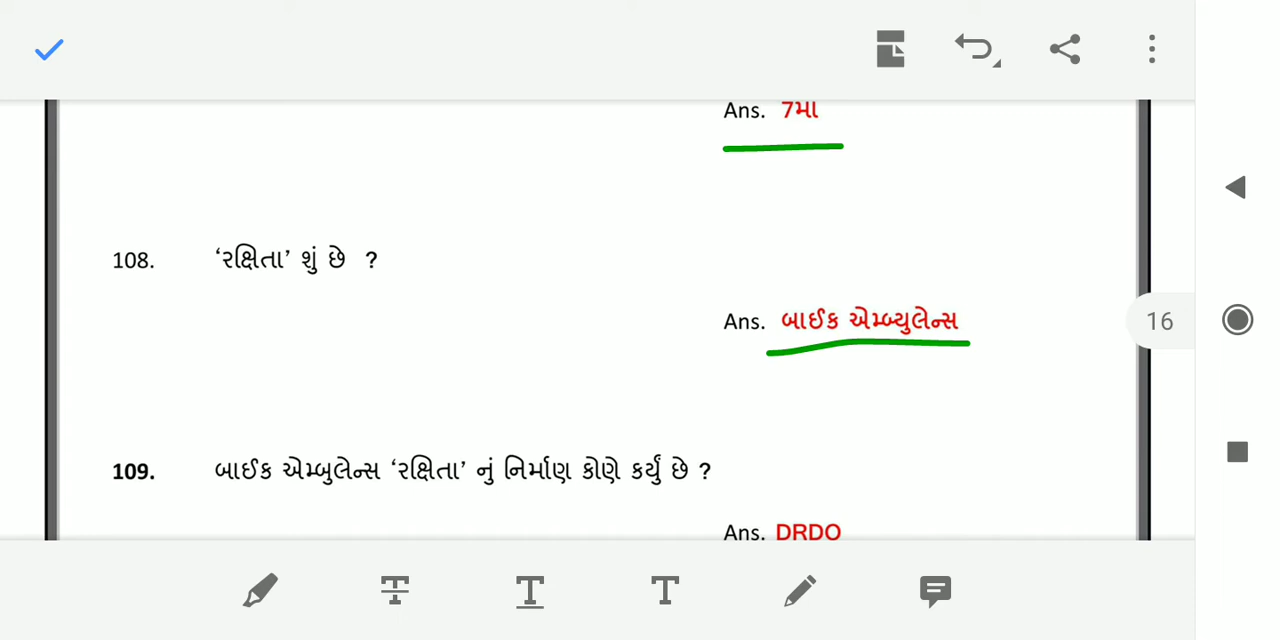 Ans. 7મા
108. ‘રક્ષિતા’ શું છે ?
Ans. બાઈક એમ્બ્યુલેન્સ
16
109. બાઈક એમ્બુલેન્સ ‘રક્ષિતા’ નું નિર્માણ કોણે કર્યું છે ?
Ans. DRDO